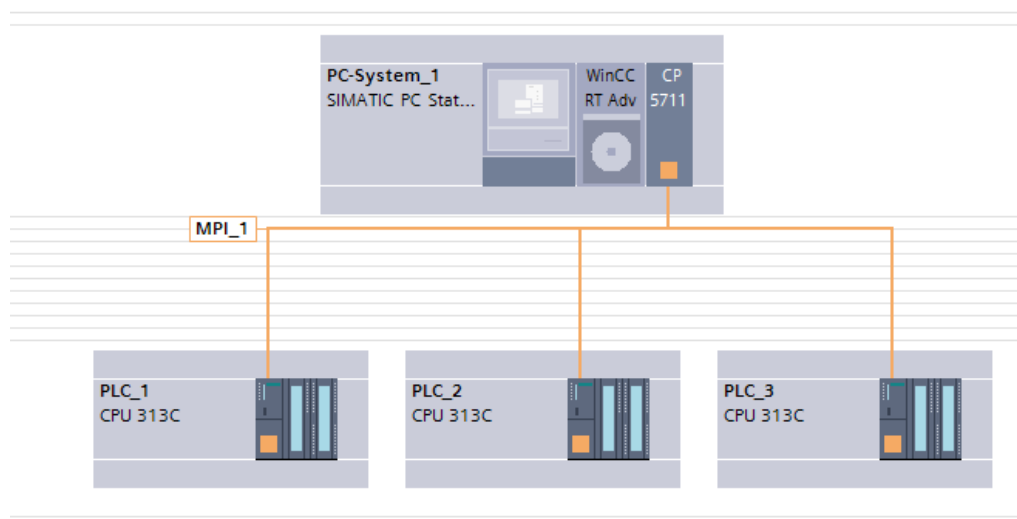 PC-System_1
SIMATIC PC Stat...
WinCC
RT Adv
CP
5711
MPI_1
PLC_1
CPU 313C
PLC_2
CPU 313C
PLC_3
CPU 313C